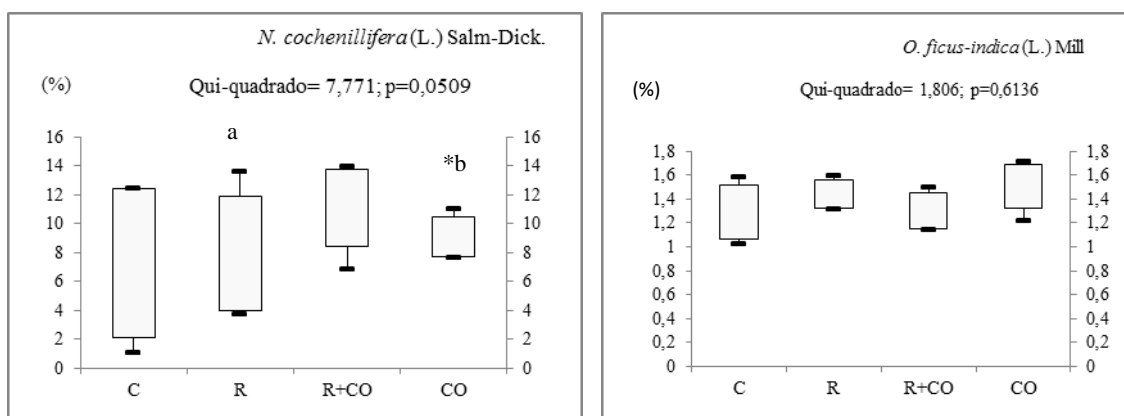 N. cochenillifera (L.) Salm-Dick.
(%)
Qui-quadrado= 7,771; p=0,0509
a
*b
16 16
14 14
12 12
10 10
8 8
6 6
4 4
2 2
0 0
C R R+CO CO
O. ficus-indica (L.) Mill
(%)
Qui-quadrado= 1,806; p=0,6136
1,8 1,8
1,6 1,6
1,4 1,4
1,2 1,2
1 1
0,8 0,8
0,6 0,6
0,4 0,4
0,2 0,2
0 0
C R R+CO CO